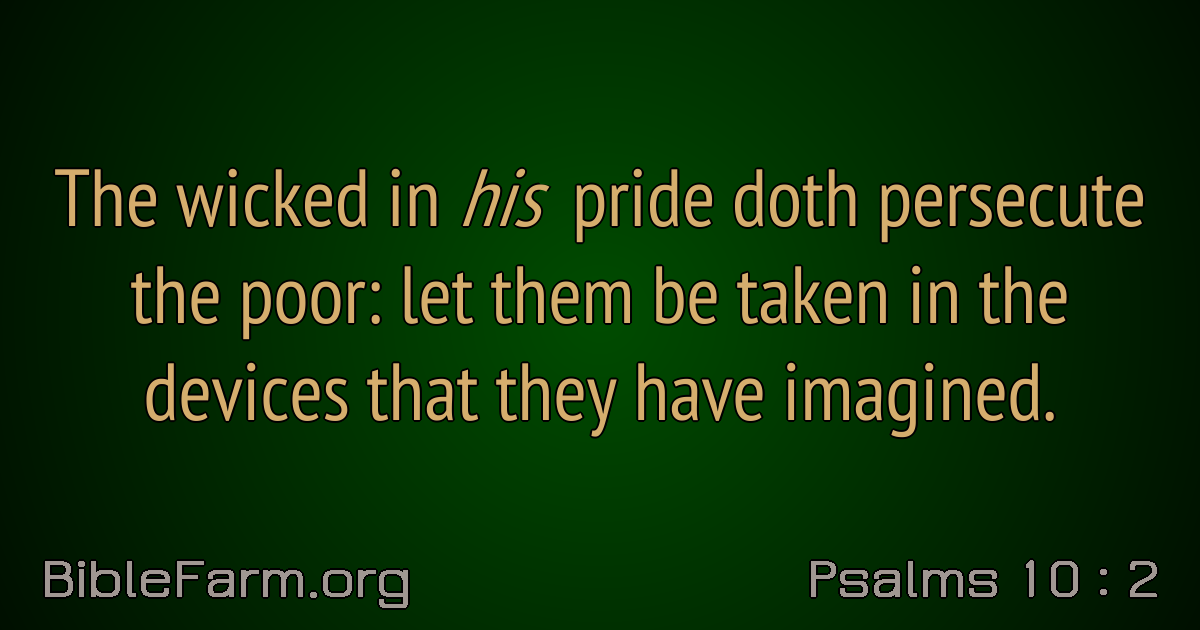 The wicked in his pride doth persecute
the poor: let them be taken in the
devices that they have imagined.
BibleFarm.org
Psalms 10 : 2